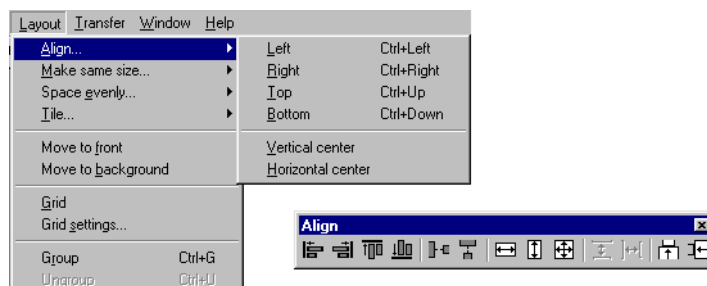 Layout Transfer Window Help
Align...
Make same size...
Space evenly...
Tile...
Move to front
Move to background
Grid
Grid settings...
Group Ctrl+G
Ungroup Ctrl+U
Left Ctrl+Left
Right Ctrl+Right
Top Ctrl+Up
Bottom Ctrl+Down
Vertical center
Horizontal center
Align